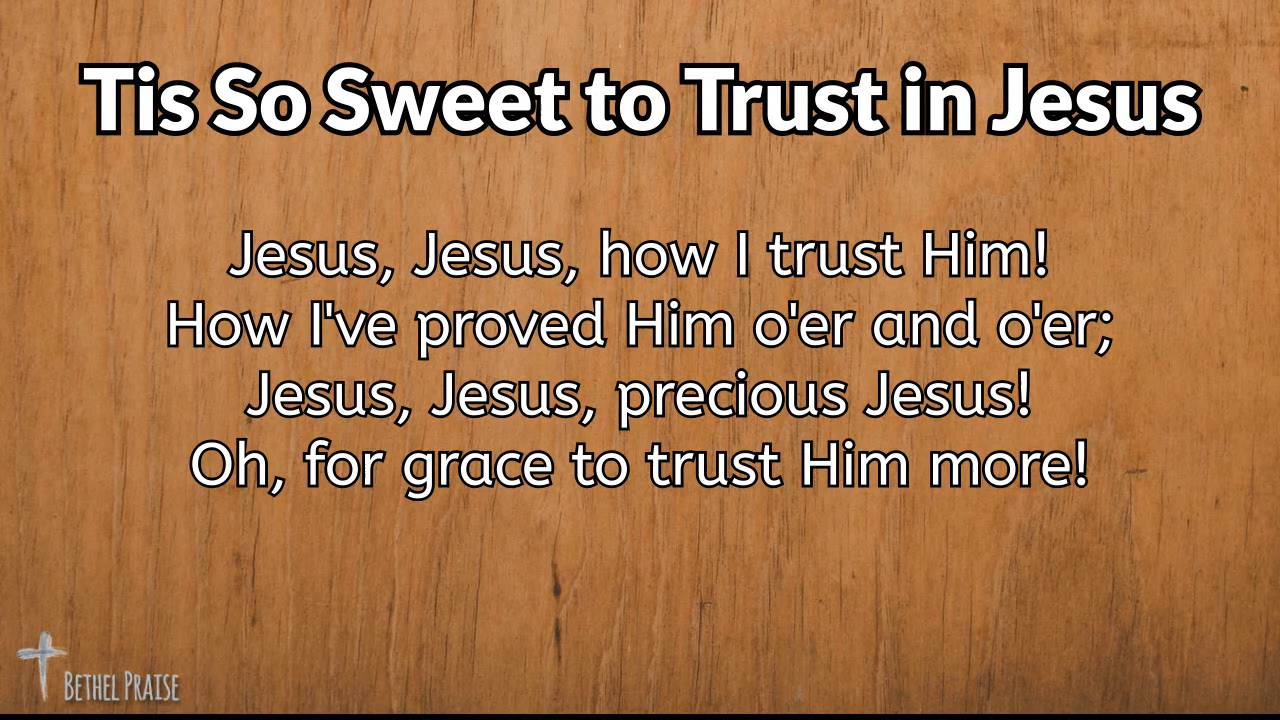 Tis So Sweet to Trust in Jesus
Jesus, Jesus, how I trust Him!
How I've proved Him o'er and o'er;
Jesus, Jesus, precious Jesus!
Oh, for grace to trust Him more!
BETHEL PRAISE